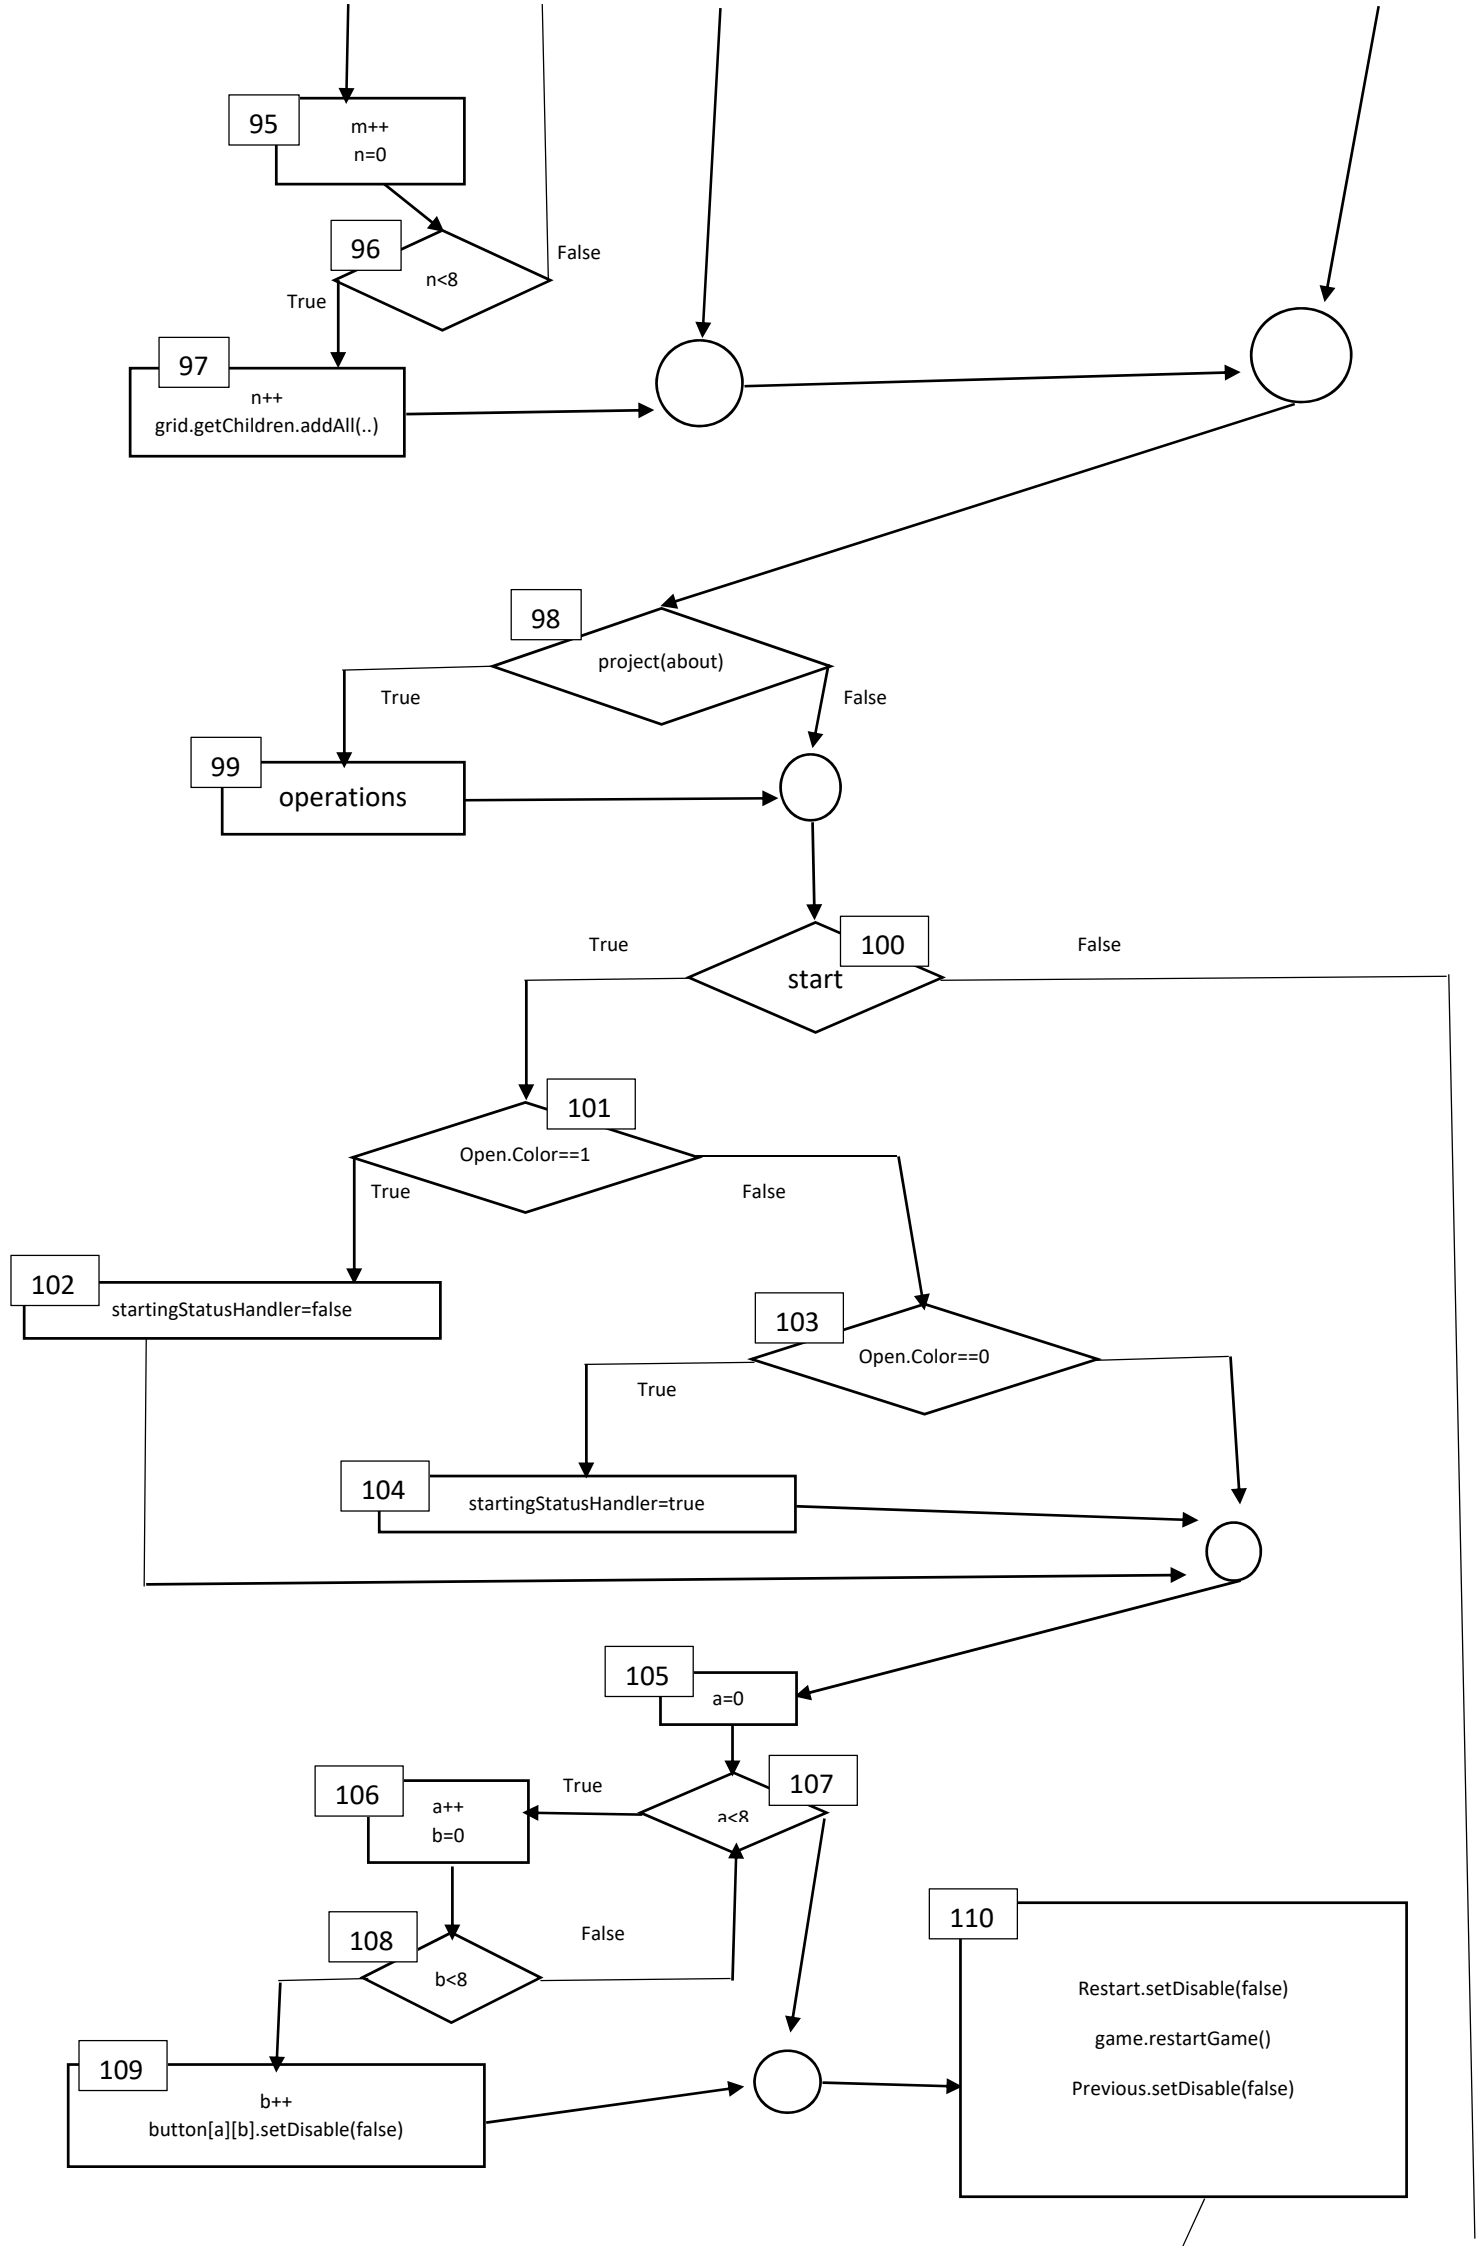 95
m++
n=0
96
n<8
False
True
97
n++
grid.getChildren.addAll(..)
98
project(about)
True
False
99
operations
100
True
False
start
101
Open.Color==1
True
False
102
startingStatusHandler=false
103
Open.Color==0
True
104
startingStatusHandler=true
105
a=0
106
True
107
a++
b=0
a<8
108
False
b<8
110
Restart.setDisable(false)
game.restartGame()
Previous.setDisable(false)
109
b++
button[a][b].setDisable(false)